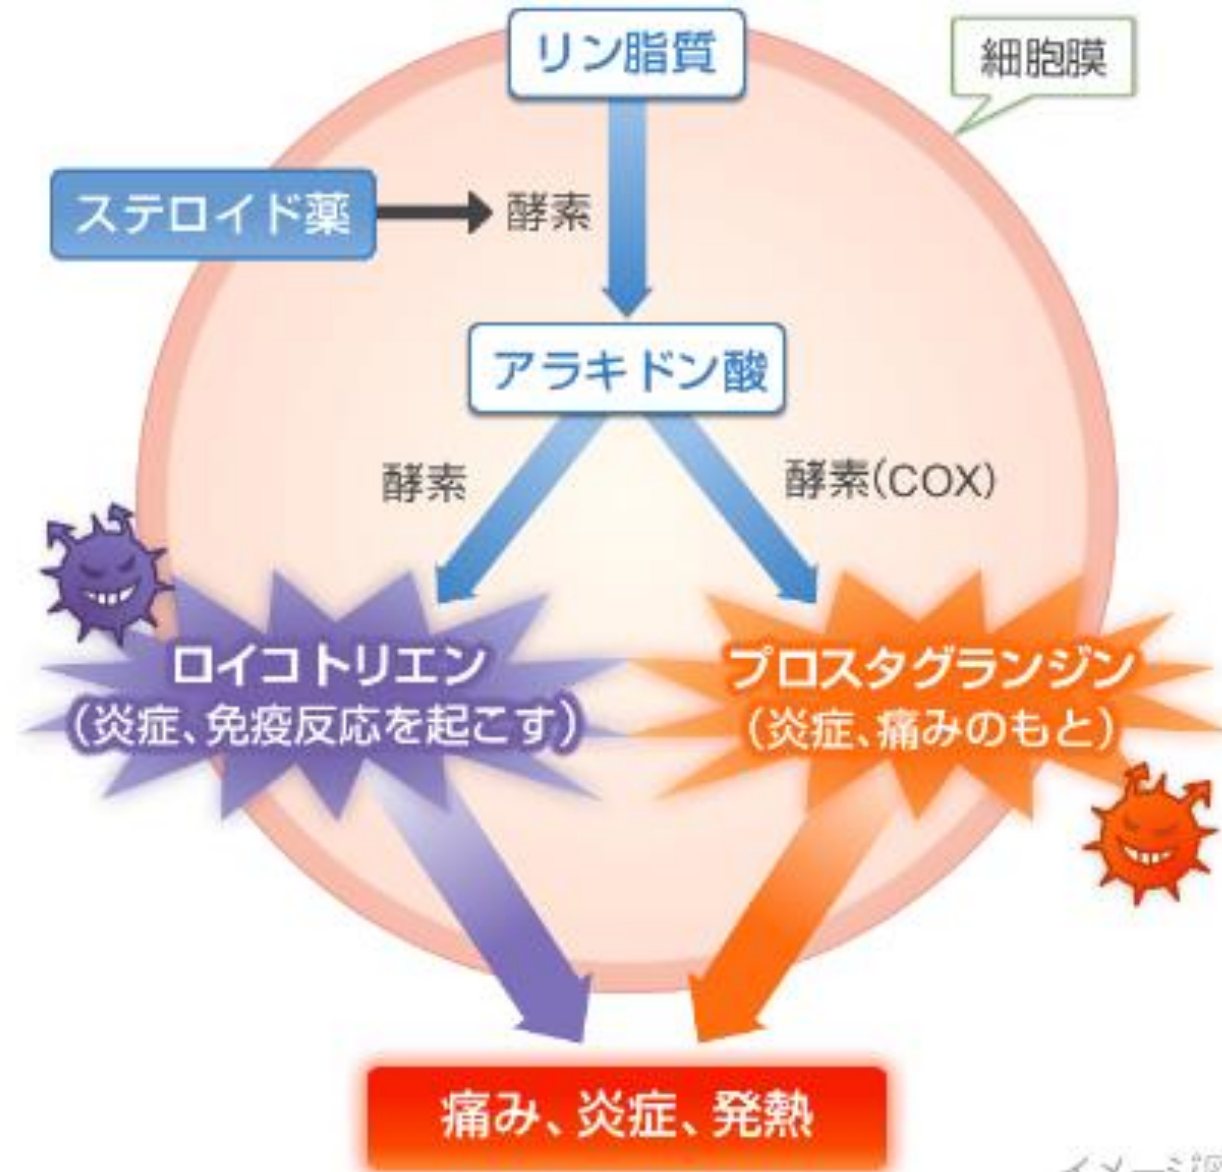 リン脂質
細胞膜
ステロイド薬
酵素
アラキドン酸
酵素
酵素(COX)
ロイコトリエン
(炎症、免疫反応を起こす)
プロスタグランジン
(炎症、痛みのもと)
痛み、炎症、発熱